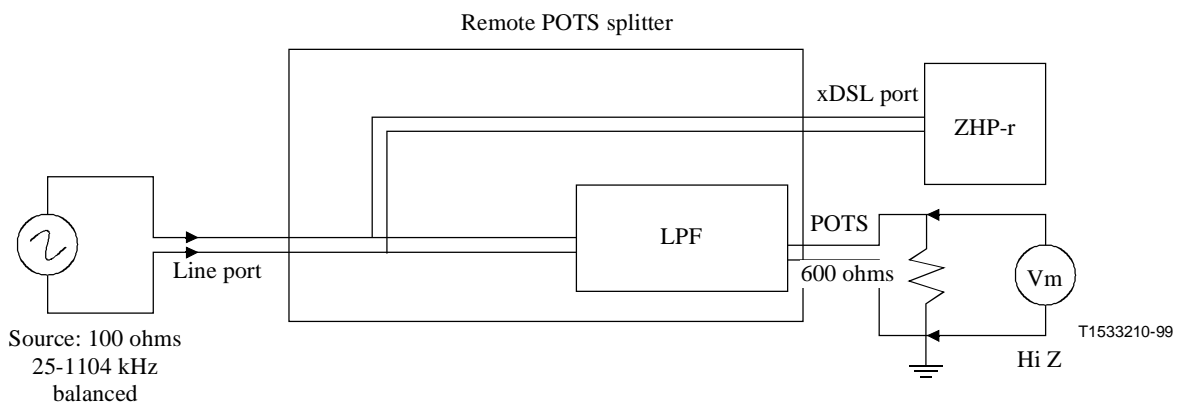 Remote POTS splitter
xDSL port
ZHP-r
LPF
POTS
600 ohms
Line port
Vm
Source: 100 ohms
25-1104 kHz
balanced
Hi Z
T1533210-99